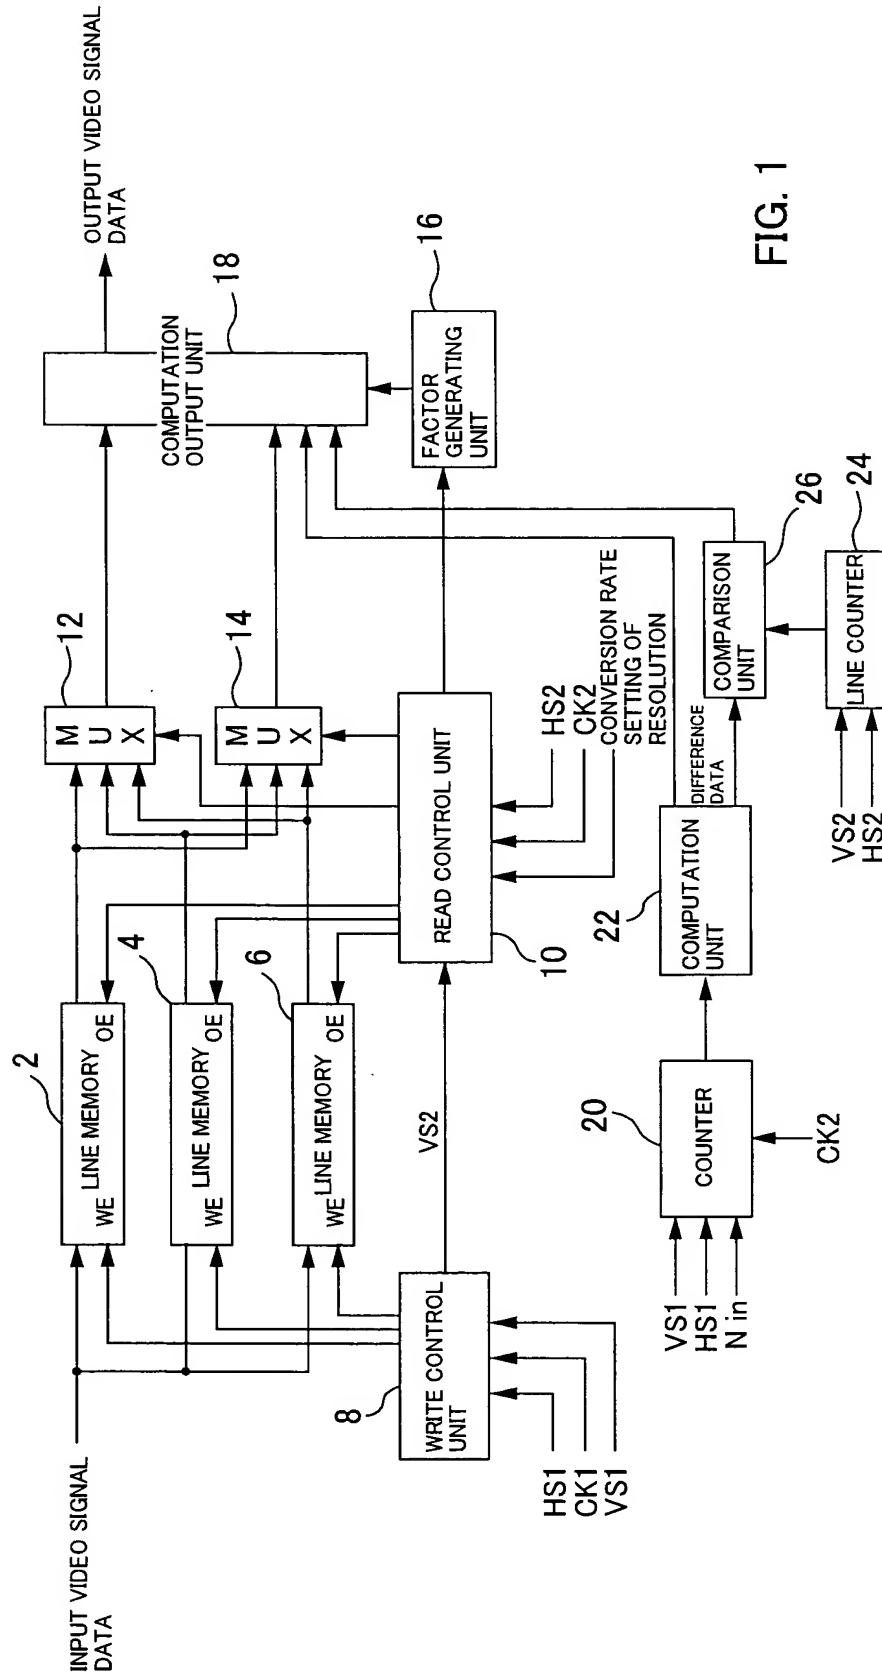 INPUT VIDEO SIGNAL
DATA
OUTPUT VIDEO SIGNAL
DATA
2
WE
LINE MEMORY
OE
4
WE
LINE MEMORY
OE
6
WE
LINE MEMORY
OE
12
M
U
X
14
M
U
X
COMPUTATION
OUTPUT UNIT
18
16
FACTOR
GENERATING
UNIT
8
WRITE CONTROL
UNIT
HS1
CK1
VS1
VS2
READ CONTROL UNIT
10
HS2
CK2
CONVERSION RATE
SETTING OF
RESOLUTION
20
COUNTER
VS1
HS1
N in
CK2
22
COMPUTATION
UNIT
DIFFERENCE
DATA
COMPARISON
UNIT
26
LINE COUNTER
24
VS2
HS2
FIG. 1